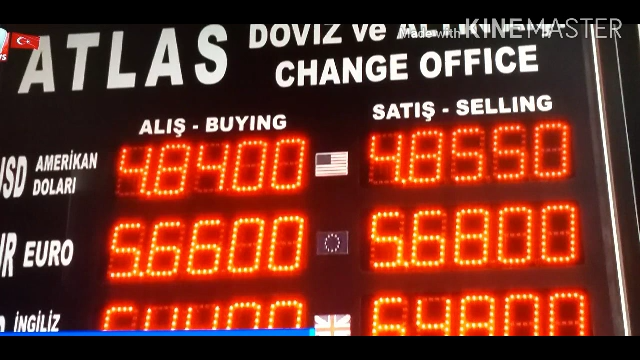 Made with KINEMASTER
ATLAS
DÖVİZ ve
CHANGE OFFICE
ALIŞ - BUYING
SATIŞ - SELLING
USD AMERİKAN DOLARI 4.8400 4.8550
EURO 5.6600 5.6800
İNGİLİZ